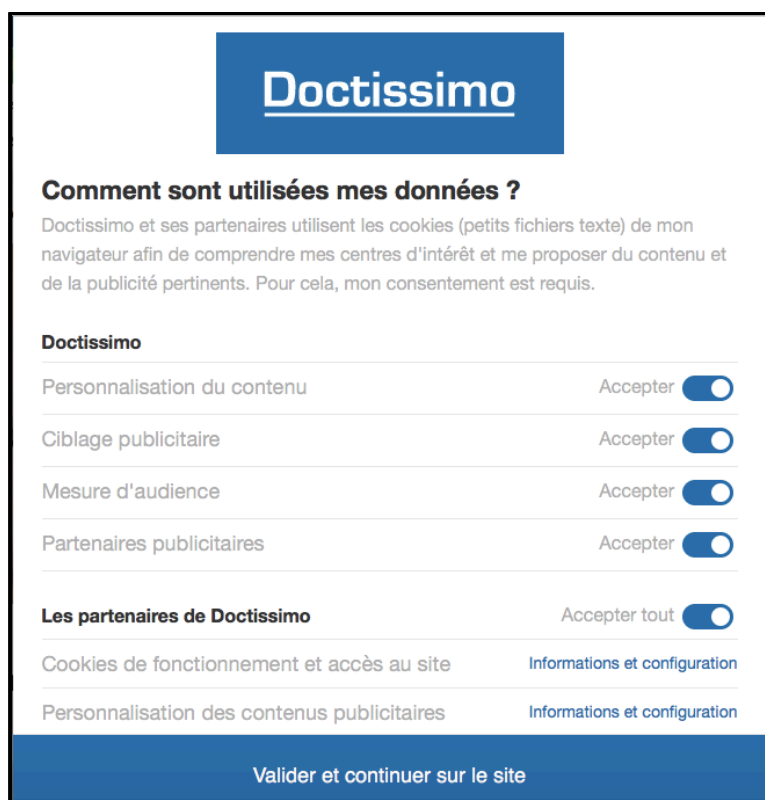 Doctissimo
Comment sont utilisées mes données ?
Doctissimo et ses partenaires utilisent les cookies (petits fichiers texte) de mon
navigateur afin de comprendre mes centres d'intérêt et me proposer du contenu et
de la publicité pertinents. Pour cela, mon consentement est requis.
Doctissimo
Personnalisation du contenu Accepter
Ciblage publicitaire Accepter
Mesure d'audience Accepter
Partenaires publicitaires Accepter
Les partenaires de Doctissimo Accepter tout
Cookies de fonctionnement et accès au site Informations et configuration
Personnalisation des contenus publicitaires Informations et configuration
Valider et continuer sur le site